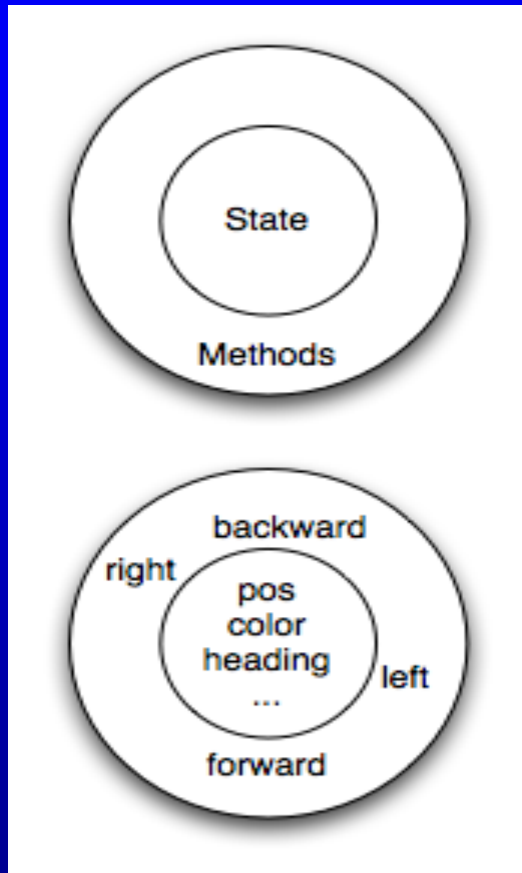 State
Methods
backward
right
pos
color
heading
...
left
forward